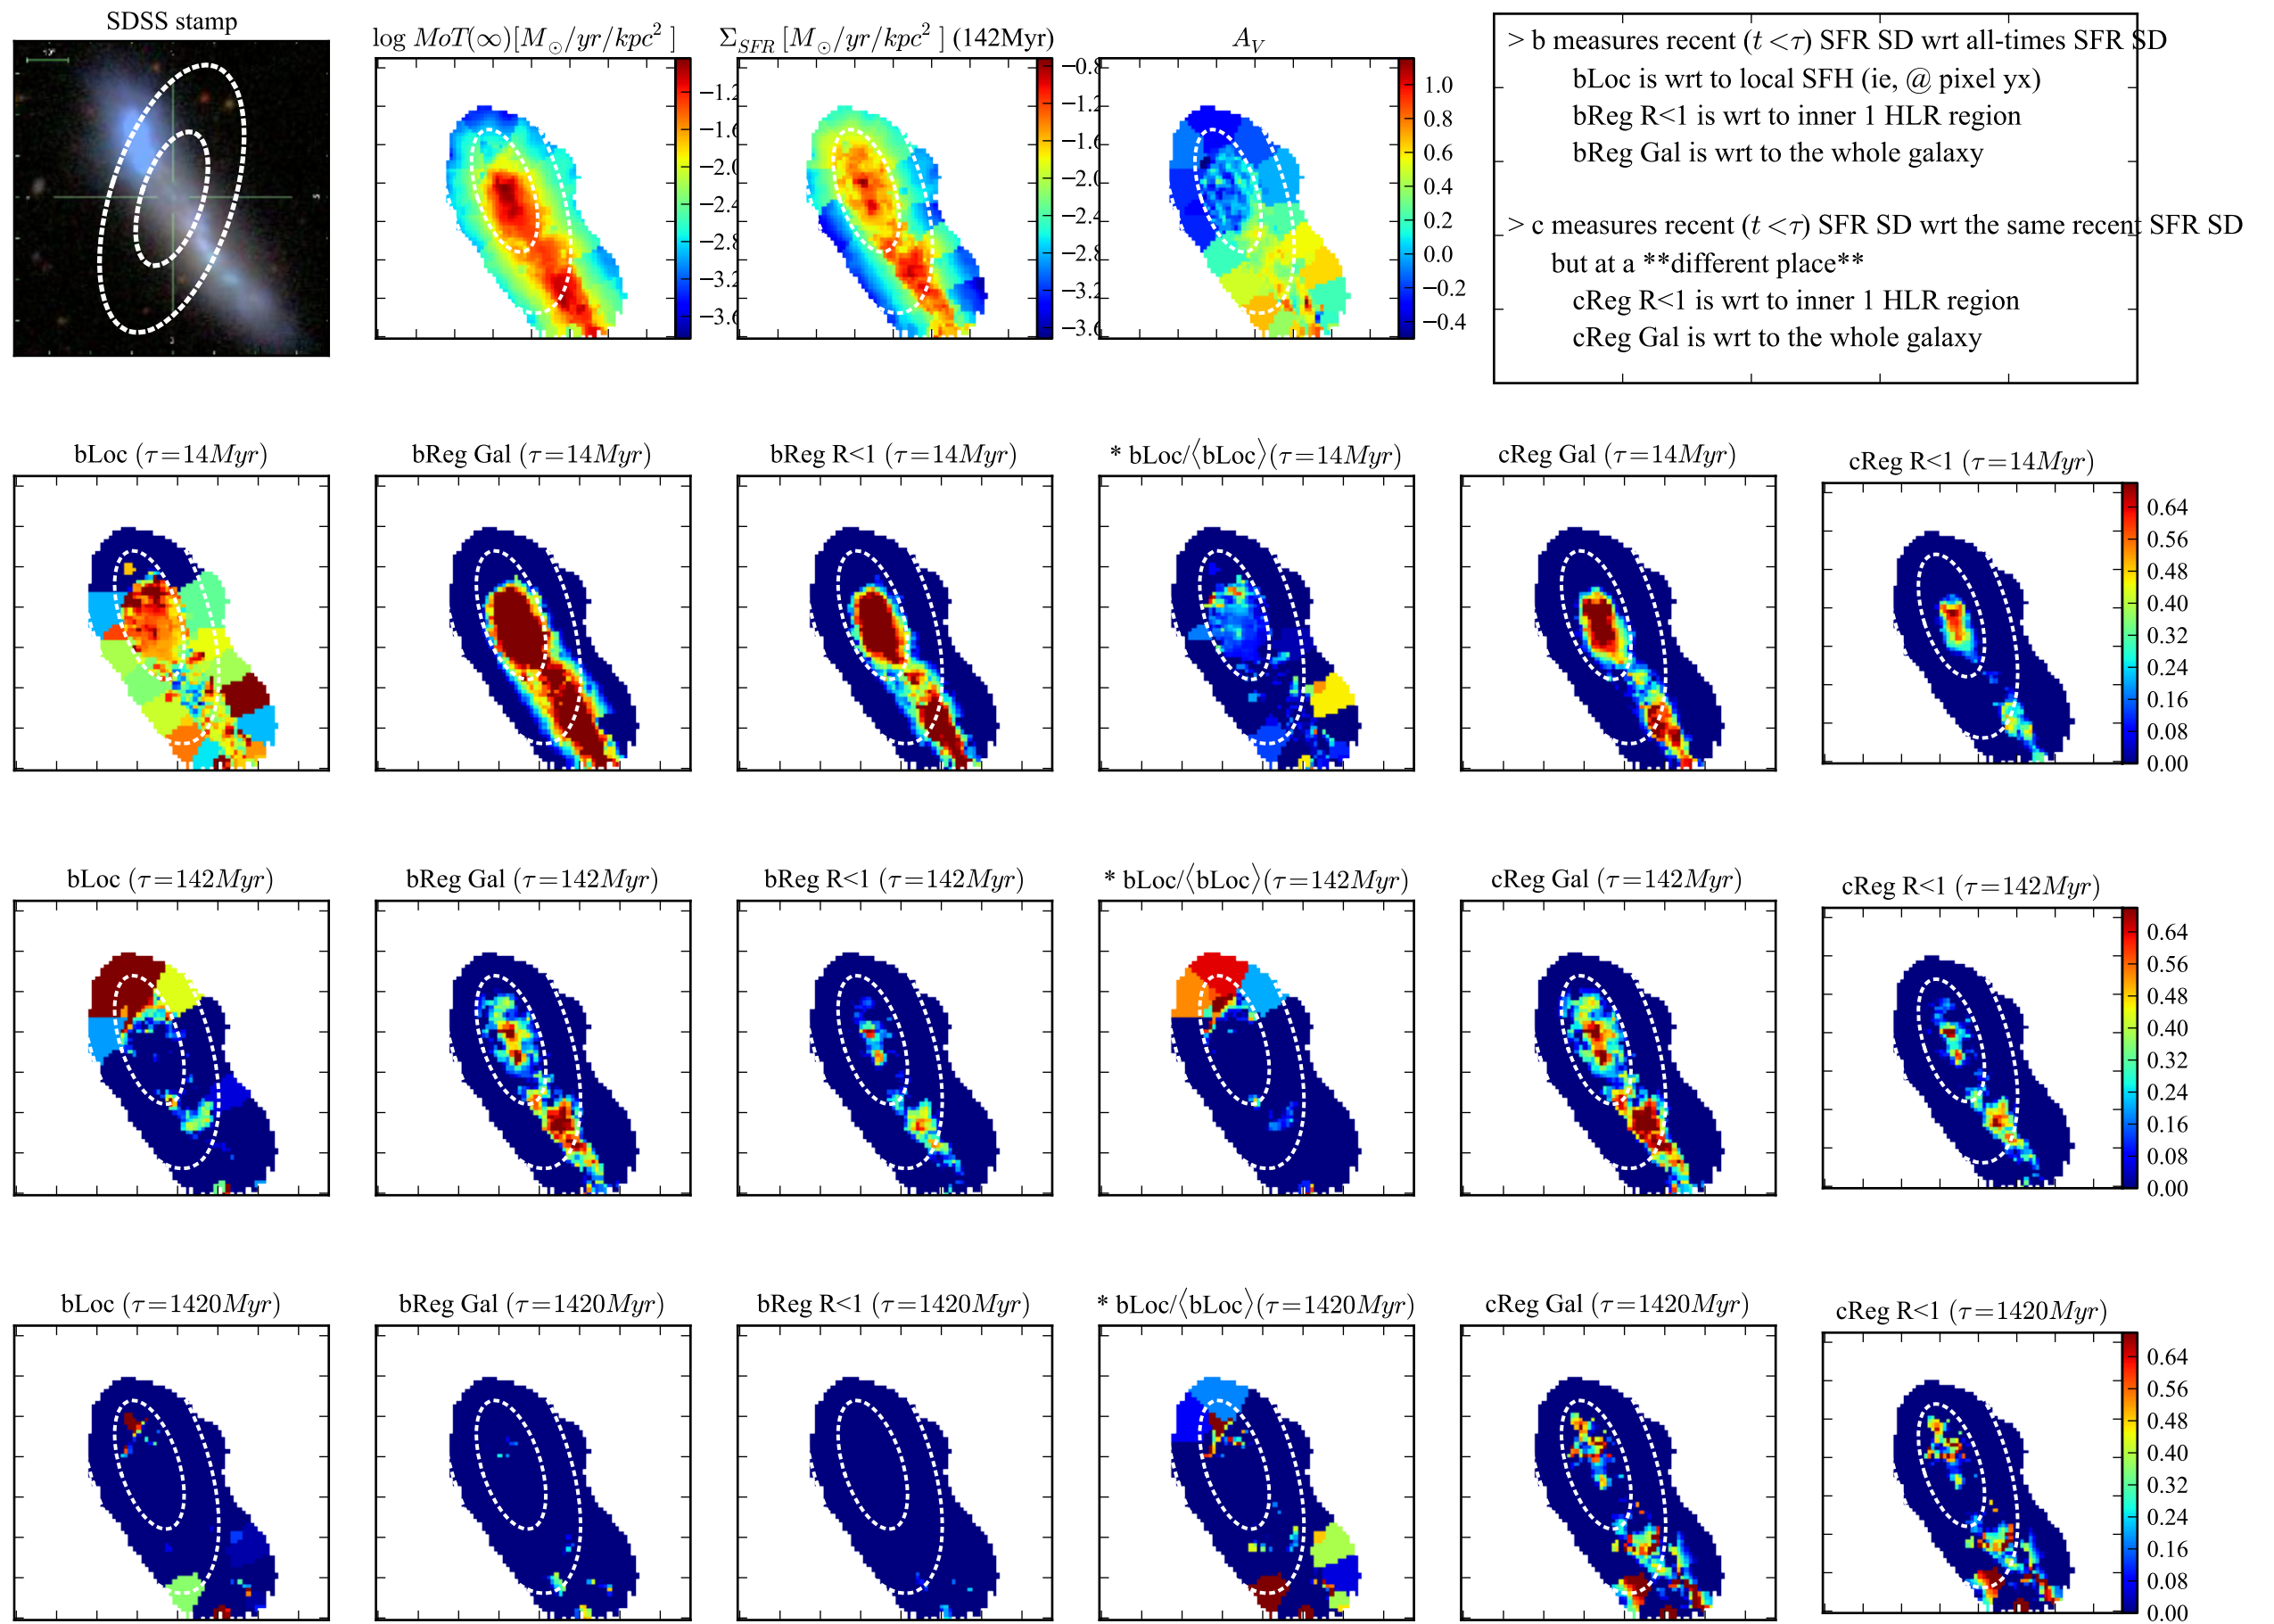 SDSS stamp
log MoT(∞)[M⊙/yr/kpc² ]
Σ_SFR [M⊙/yr/kpc² ] (142Myr)
A_V
−1.2
−1.6
−2.0
−2.4
−2.8
−3.2
−3.6
−0.8
−1.2
−1.6
−2.0
−2.4
−2.8
−3.2
−3.6
1.0
0.8
0.6
0.4
0.2
0.0
−0.2
−0.4
> b measures recent (t <τ) SFR SD wrt all-times SFR SD
bLoc is wrt to local SFH (ie, @ pixel yx)
bReg R<1 is wrt to inner 1 HLR region
bReg Gal is wrt to the whole galaxy
> c measures recent (t <τ) SFR SD wrt the same recent SFR SD
but at a **different place**
cReg R<1 is wrt to inner 1 HLR region
cReg Gal is wrt to the whole galaxy
bLoc (τ=14Myr)
bReg Gal (τ=14Myr)
bReg R<1 (τ=14Myr)
* bLoc/⟨bLoc⟩(τ=14Myr)
cReg Gal (τ=14Myr)
cReg R<1 (τ=14Myr)
0.64
0.56
0.48
0.40
0.32
0.24
0.16
0.08
0.00
bLoc (τ=142Myr)
bReg Gal (τ=142Myr)
bReg R<1 (τ=142Myr)
* bLoc/⟨bLoc⟩(τ=142Myr)
cReg Gal (τ=142Myr)
cReg R<1 (τ=142Myr)
0.64
0.56
0.48
0.40
0.32
0.24
0.16
0.08
0.00
bLoc (τ=1420Myr)
bReg Gal (τ=1420Myr)
bReg R<1 (τ=1420Myr)
* bLoc/⟨bLoc⟩(τ=1420Myr)
cReg Gal (τ=1420Myr)
cReg R<1 (τ=1420Myr)
0.64
0.56
0.48
0.40
0.32
0.24
0.16
0.08
0.00